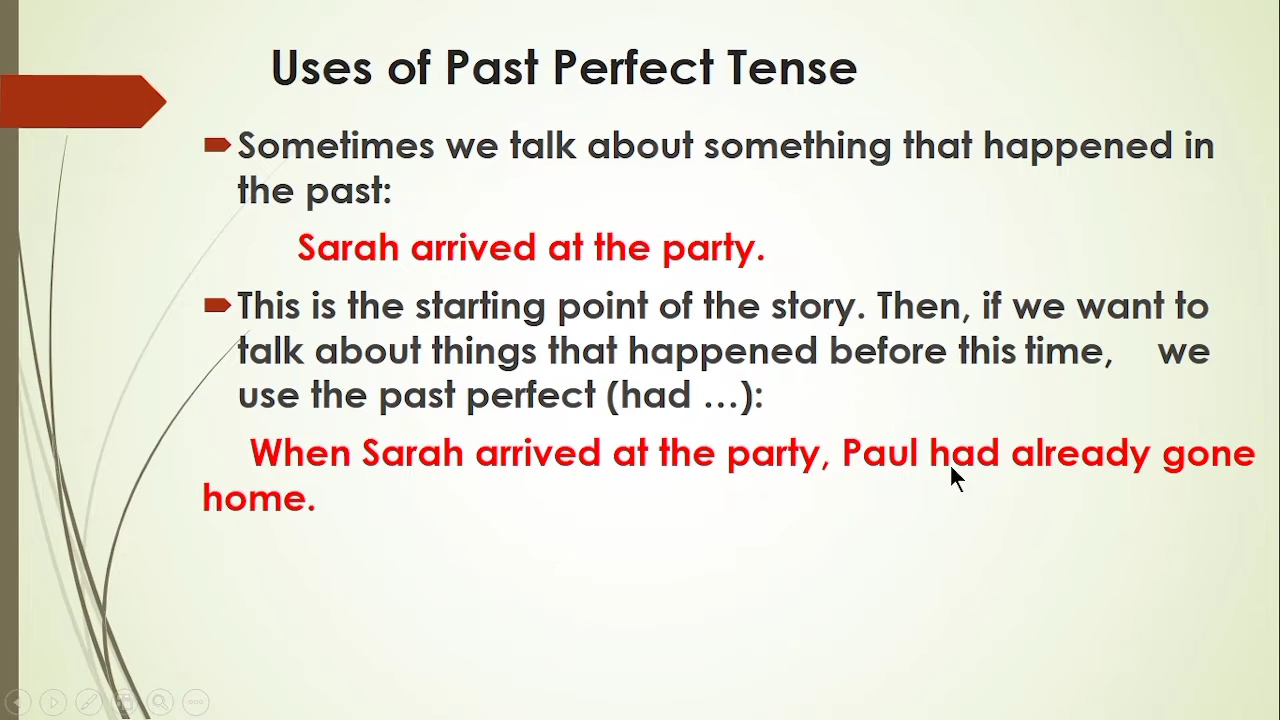 Uses of Past Perfect Tense
Sometimes we talk about something that happened in
the past:
Sarah arrived at the party.
This is the starting point of the story. Then, if we want to
talk about things that happened before this time, we
use the past perfect (had …):
When Sarah arrived at the party, Paul had already gone
home.